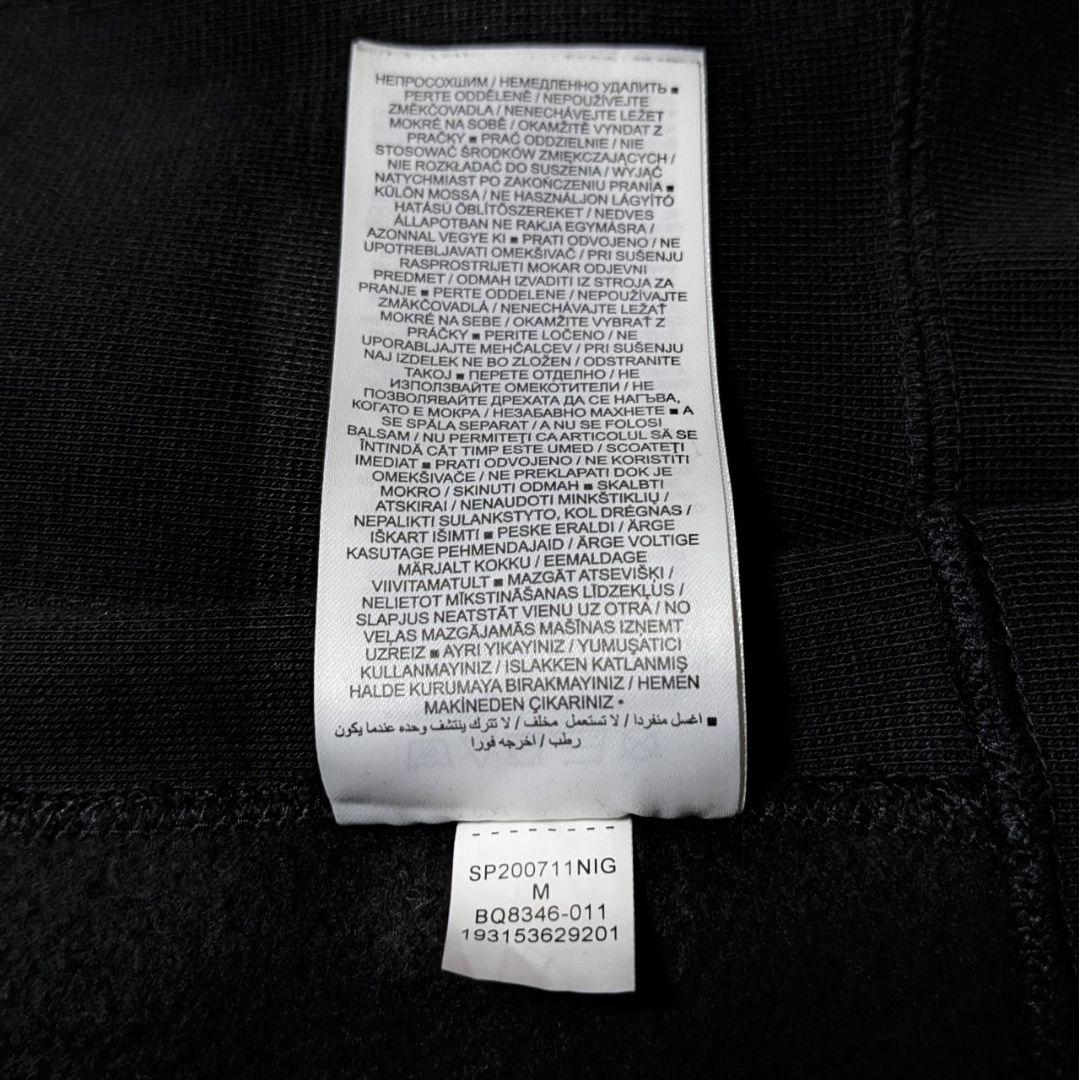 НЕПРОСОХШИМ / НЕМЕДЛЕННО УДАЛИТЬ ■
PERTE ODDĚLENĚ / NEPOUŽÍVEJTE
ZMĚKČOVADLA / NENECHÁVEJTE LEŽET
MOKRÉ NA SOBĚ / OKAMŽITĚ VYNDAT Z
PRAČKY ■ PRAĆ ODDZIELNIE / NIE
STOSOWAĆ ŚRODKÓW ZMIĘKCZAJĄCYCH /
NIE ROZKŁADAĆ DO SUSZENIA / WYJĄĆ
NATYCHMIAST PO ZAKOŃCZENIU PRANIA ■
KÜLÖN MOSSA / NE HASZNÁLJON LÁGYÍTÓ
HATÁSÚ ÖBLÍTŐSZEREKET / NEDVES
ÁLLAPOTBAN NE RAKJA EGYMÁSRA /
AZONNAL VEGYE KI ■ PRATI ODVOJENO / NE
UPOTREBLJAVATI OMEKŠIVAČ / PRI SUŠENJU
RASPROSTRIJETI MOKAR ODJEVNI
PREDMET / ODMAH IZVADITI IZ STROJA ZA
PRANJE ■ PERTE ODDELENE / NEPOUŽÍVAJTE
ZMÄKČOVADLÁ / NENECHÁVAJTE LEŽAŤ
MOKRÉ NA SEBE / OKAMŽITE VYBRAŤ Z
PRÁČKY ■ PERITE LOČENO / NE
UPORABLJAJTE MEHČALCEV / PRI SUŠENJU
NAJ IZDELEK NE BO ZLOŽEN / ODSTRANITE
TAKOJ ■ ПЕРЕТЕ ОТДЕЛНО / НЕ
ИЗПОЛЗВАЙТЕ ОМЕКОТИТЕЛИ / НЕ
ПОЗВОЛЯВАЙТЕ ДРЕХАТА ДА СЕ НАГЪВА,
КОГАТО Е МОКРА / НЕЗАБАВНО МАХНЕТЕ ■ A
SE SPĂLA SEPARAT / A NU SE FOLOSI
BALSAM / NU PERMITEŢI CA ARTICOLUL SĂ SE
ÎNTINDĂ CÂT TIMP ESTE UMED / SCOATEŢI
IMEDIAT ■ PRATI ODVOJENO / NE KORISTITI
OMEKŠIVAČE / NE PREKLAPATI DOK JE
MOKRO / SKINUTI ODMAH ■ SKALBTI
ATSKIRAI / NENAUDOTI MINKŠTIKLIŲ /
NEPALIKTI SULANKSTYTO, KOL DRĖGNAS /
IŠKART IŠIMTI ■ PESKE ERALDI / ÄRGE
KASUTAGE PEHMENDAJAID / ÄRGE VOLTIGE
MÄRJALT KOKKU / EEMALDAGE
VIIVITAMATULT ■ MAZGĀT ATSEVIŠĶI /
NELIETOT MĪKSTINĀŠANAS LĪDZEKĻUS /
SLAPJUS NEATSTĀT VIENU UZ OTRA / NO
VEĻAS MAZGĀJAMĀS MAŠĪNAS IZŅEMT
UZREIZ ■ AYRI YIKAYINIZ / YUMUŞATICI
KULLANMAYINIZ / ISLAKKEN KATLANMIŞ
HALDE KURUMAYA BIRAKMAYINIZ / HEMEN
MAKİNEDEN ÇIKARINIZ •
■ اغسل منفردا / لا تستعمل مخلف / لا تترك ينتشف وحده عندما يكون
رطب / اخرجه فورا
SP200711NIG
M
BQ8346-011
193153629201